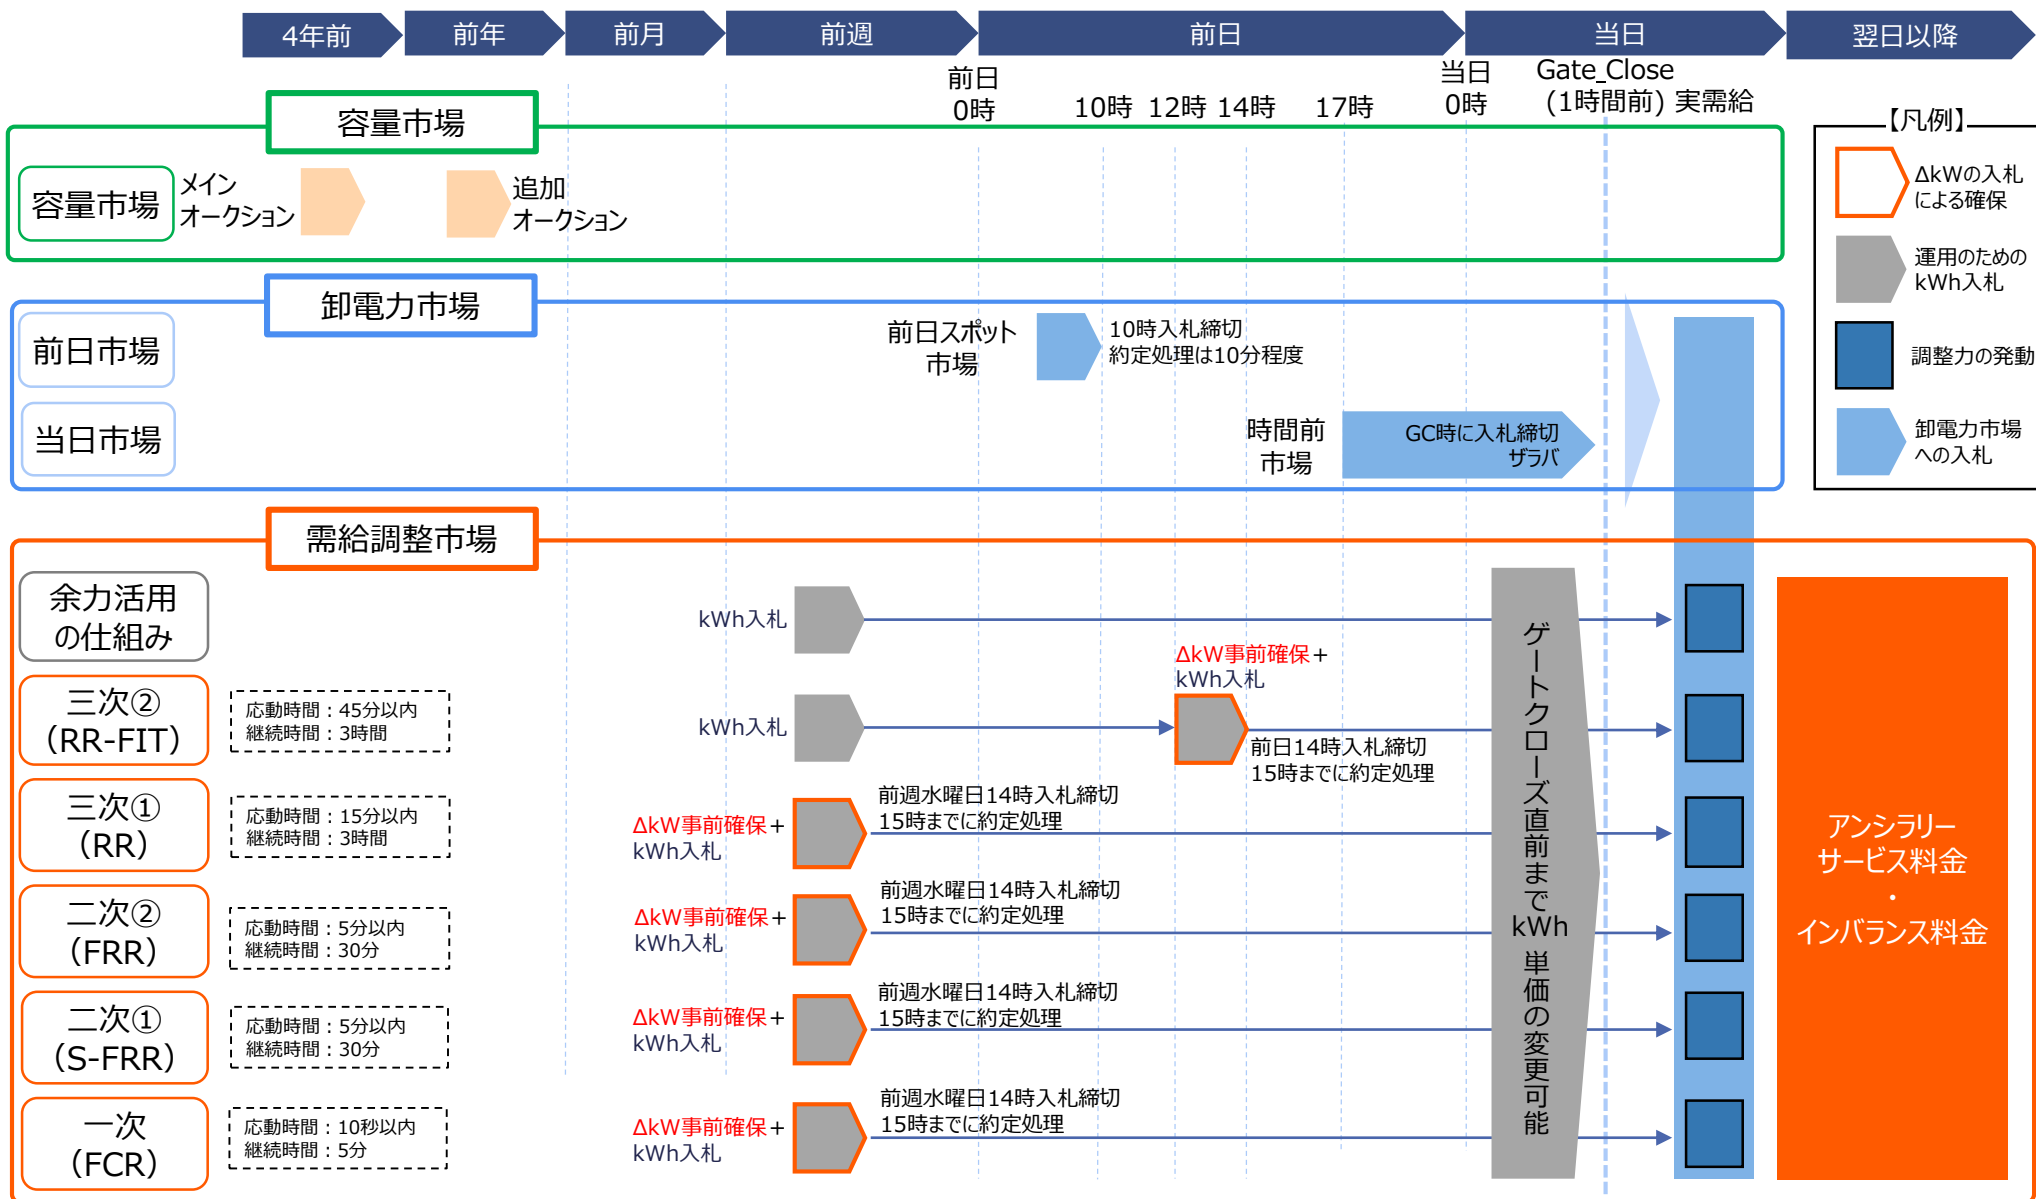 4年前
前年
前月
前週
前日
当日
翌日以降
前日
0時
10時
12時
14時
17時
当日
0時
Gate_Close
(1時間前)
実需給
容量市場
容量市場
メイン
オークション
追加
オークション
【凡例】
ΔkWの入札
による確保
運用のための
kWh入札
調整力の発動
卸電力市場
への入札
卸電力市場
前日市場
前日スポット
市場
10時入札締切
約定処理は10分程度
当日市場
時間前
市場
GC時に入札締切
ザラバ
需給調整市場
余力活用
の仕組み
kWh入札
三次②
(RR-FIT)
応動時間：45分以内
継続時間：3時間
kWh入札
ΔkW事前確保+
kWh入札
前日14時入札締切
15時までに約定処理
三次①
(RR)
応動時間：15分以内
継続時間：3時間
ΔkW事前確保+
kWh入札
前週水曜日14時入札締切
15時までに約定処理
二次②
(FRR)
応動時間：5分以内
継続時間：30分
ΔkW事前確保+
kWh入札
前週水曜日14時入札締切
15時までに約定処理
二次①
(S-FRR)
応動時間：5分以内
継続時間：30分
ΔkW事前確保+
kWh入札
前週水曜日14時入札締切
15時までに約定処理
一次
(FCR)
応動時間：10秒以内
継続時間：5分
ΔkW事前確保+
kWh入札
前週水曜日14時入札締切
15時までに約定処理
ゲートクローズ直前までkWh単価の変更可能
アンシラリー
サービス料金
・
インバランス料金